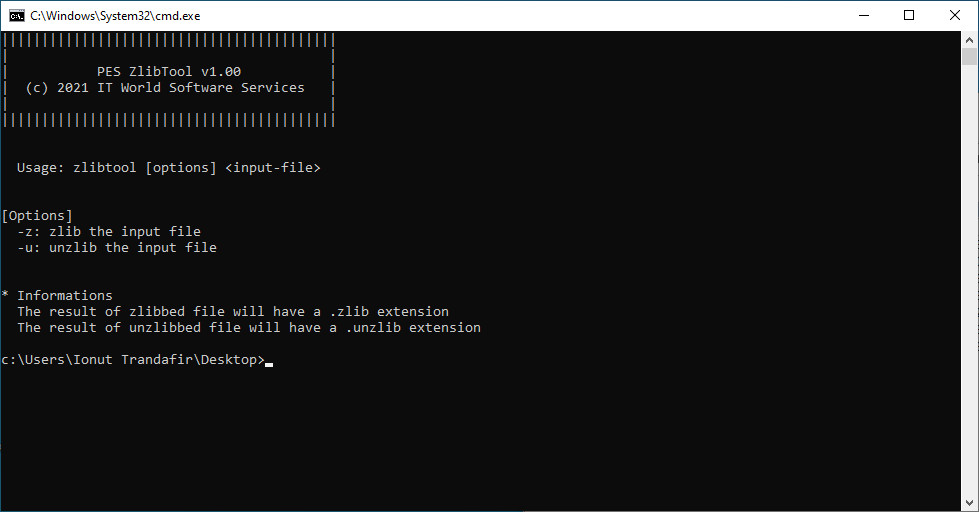 C:\Windows\System32\cmd.exe
||||||||||||||||||||||||||||||||||||||||||
| |
| PES ZlibTool v1.00 |
| (c) 2021 IT World Software Services |
| |
||||||||||||||||||||||||||||||||||||||||||
Usage: zlibtool [options] <input-file>
[Options]
-z: zlib the input file
-u: unzlib the input file
* Informations
The result of zlibbed file will have a .zlib extension
The result of unzlibbed file will have a .unzlib extension
c:\Users\Ionut Trandafir\Desktop>